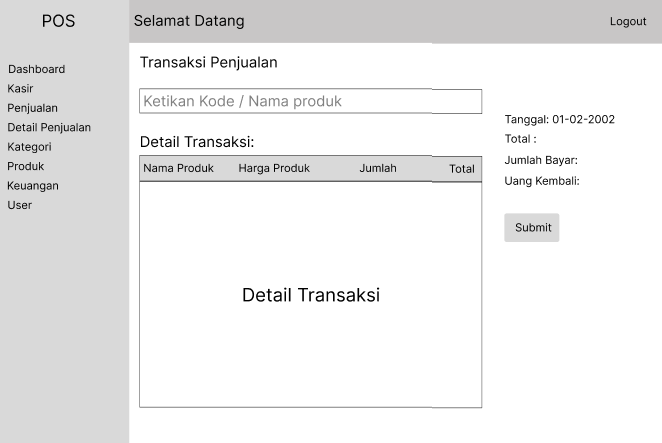 POS
Selamat Datang
Logout
Dashboard
Kasir
Penjualan
Detail Penjualan
Kategori
Produk
Keuangan
User
Transaksi Penjualan
Ketikan Kode / Nama produk
Detail Transaksi:
Nama Produk Harga Produk Jumlah Total
Detail Transaksi
Tanggal: 01-02-2002
Total :
Jumlah Bayar:
Uang Kembali:
Submit